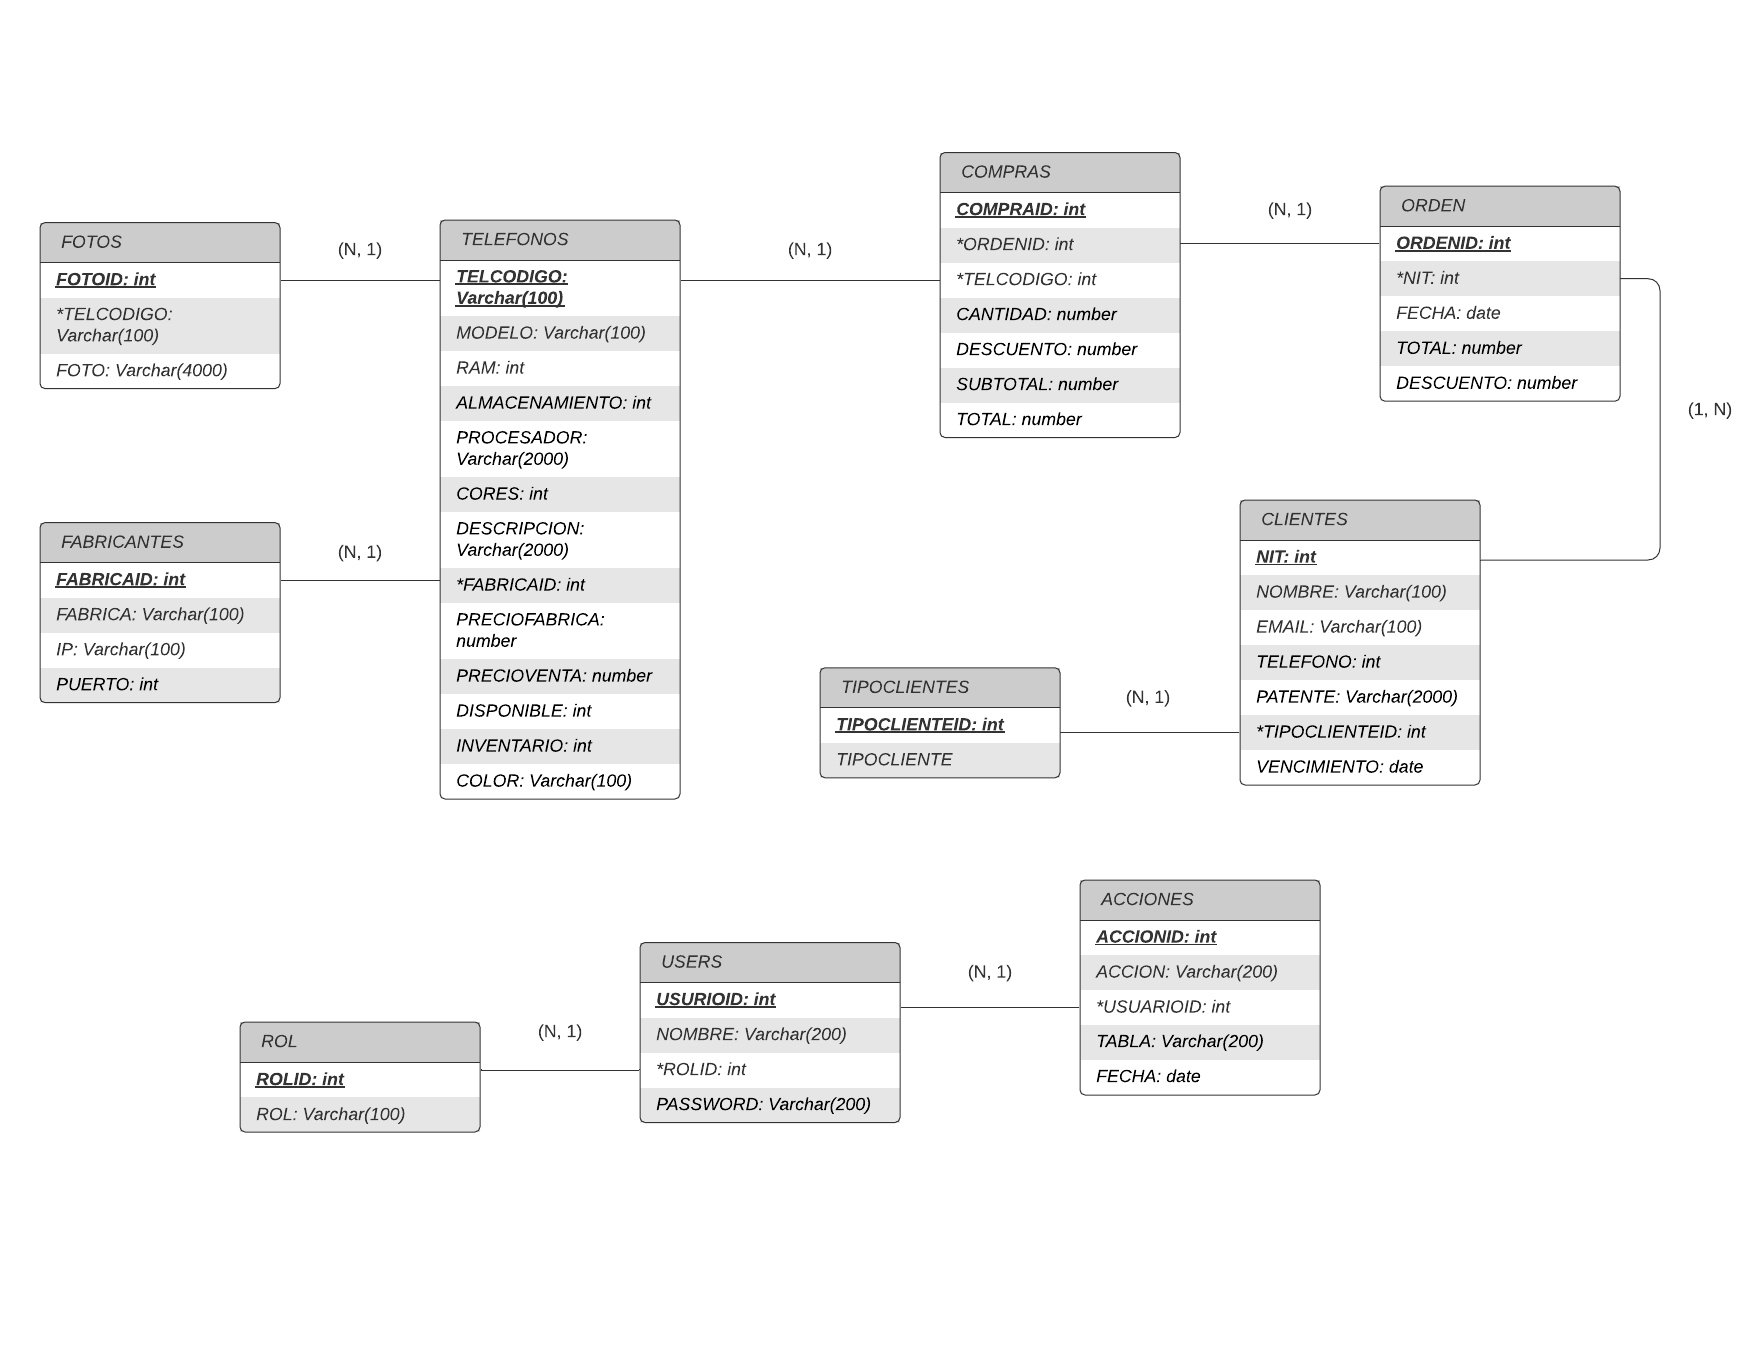 FOTOS
FOTOID: int
*TELCODIGO:
Varchar(100)
FOTO: Varchar(4000)
(N, 1)
FABRICANTES
FABRICAID: int
FABRICA: Varchar(100)
IP: Varchar(100)
PUERTO: int
(N, 1)
TELEFONOS
TELCODIGO:
Varchar(100)
MODELO: Varchar(100)
RAM: int
ALMACENAMIENTO: int
PROCESADOR:
Varchar(2000)
CORES: int
DESCRIPCION:
Varchar(2000)
*FABRICAID: int
PRECIOFABRICA:
number
PRECIOVENTA: number
DISPONIBLE: int
INVENTARIO: int
COLOR: Varchar(100)
(N, 1)
COMPRAS
COMPRAID: int
*ORDENID: int
*TELCODIGO: int
CANTIDAD: number
DESCUENTO: number
SUBTOTAL: number
TOTAL: number
(N, 1)
ORDEN
ORDENID: int
*NIT: int
FECHA: date
TOTAL: number
DESCUENTO: number
(1, N)
CLIENTES
NIT: int
NOMBRE: Varchar(100)
EMAIL: Varchar(100)
TELEFONO: int
PATENTE: Varchar(2000)
*TIPOCLIENTEID: int
VENCIMIENTO: date
TIPOCLIENTES
TIPOCLIENTEID: int
TIPOCLIENTE
(N, 1)
ROL
ROLID: int
ROL: Varchar(100)
(N, 1)
USERS
USURIOID: int
NOMBRE: Varchar(200)
*ROLID: int
PASSWORD: Varchar(200)
(N, 1)
ACCIONES
ACCIONID: int
ACCION: Varchar(200)
*USUARIOID: int
TABLA: Varchar(200)
FECHA: date